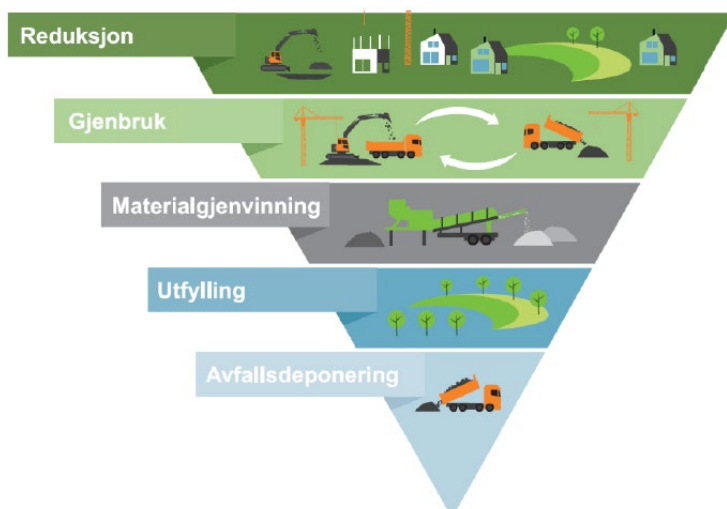 Reduksjon
Gjenbruk
Materialgjenvinning
Utfylling
Avfallsdeponering